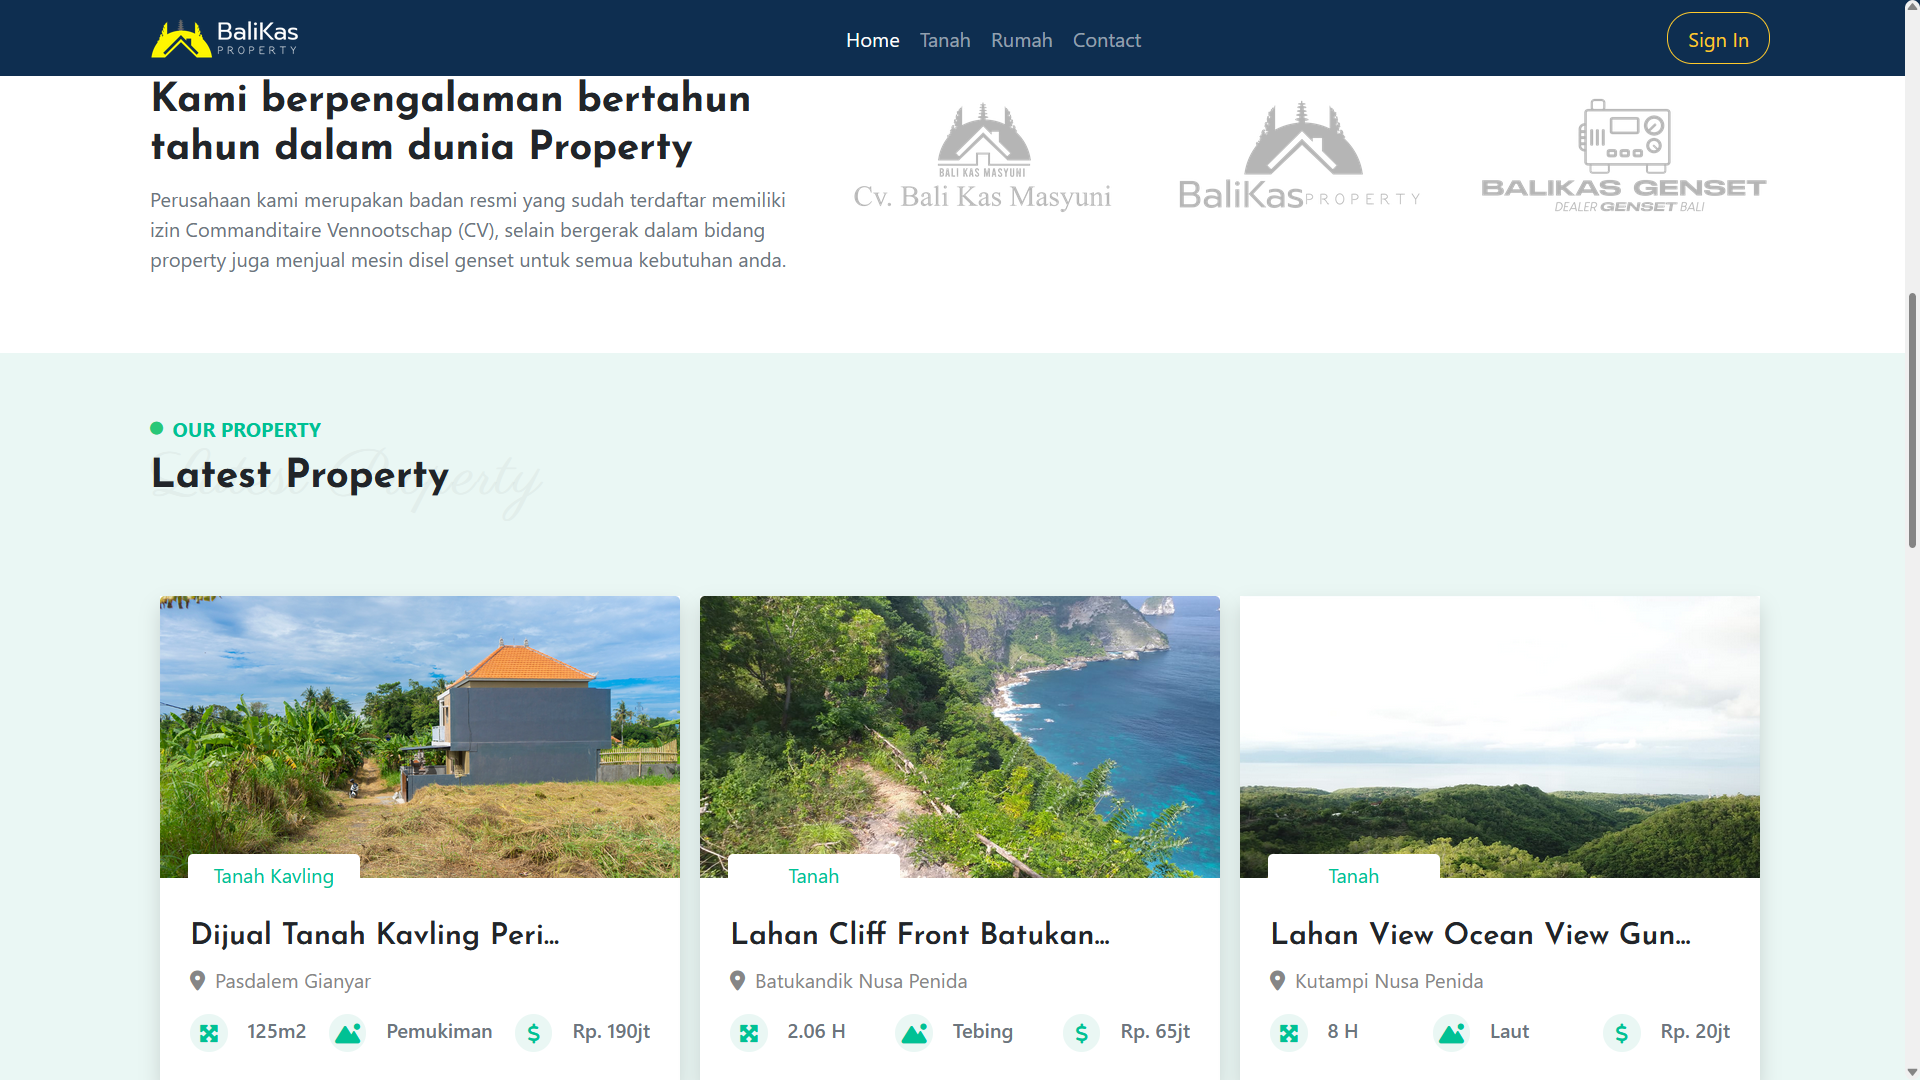 BaliKas
PROPERTY
Home
Tanah
Rumah
Contact
Sign In
Kami berpengalaman bertahun
tahun dalam dunia Property
Perusahaan kami merupakan badan resmi yang sudah terdaftar memiliki
izin Commanditaire Vennootschap (CV), selain bergerak dalam bidang
property juga menjual mesin disel genset untuk semua kebutuhan anda.
BALI KAS MASYUNI
Cv. Bali Kas Masyuni
BaliKas PROPERTY
BALIKAS GENSET
DEALER GENSET BALI
OUR PROPERTY
Latest Property
Latest Property
Tanah Kavling
Dijual Tanah Kavling Peri...
Pasdalem Gianyar
125m2
Pemukiman
Rp. 190jt
Tanah
Lahan Cliff Front Batukan...
Batukandik Nusa Penida
2.06 H
Tebing
Rp. 65jt
Tanah
Lahan View Ocean View Gun...
Kutampi Nusa Penida
8 H
Laut
Rp. 20jt